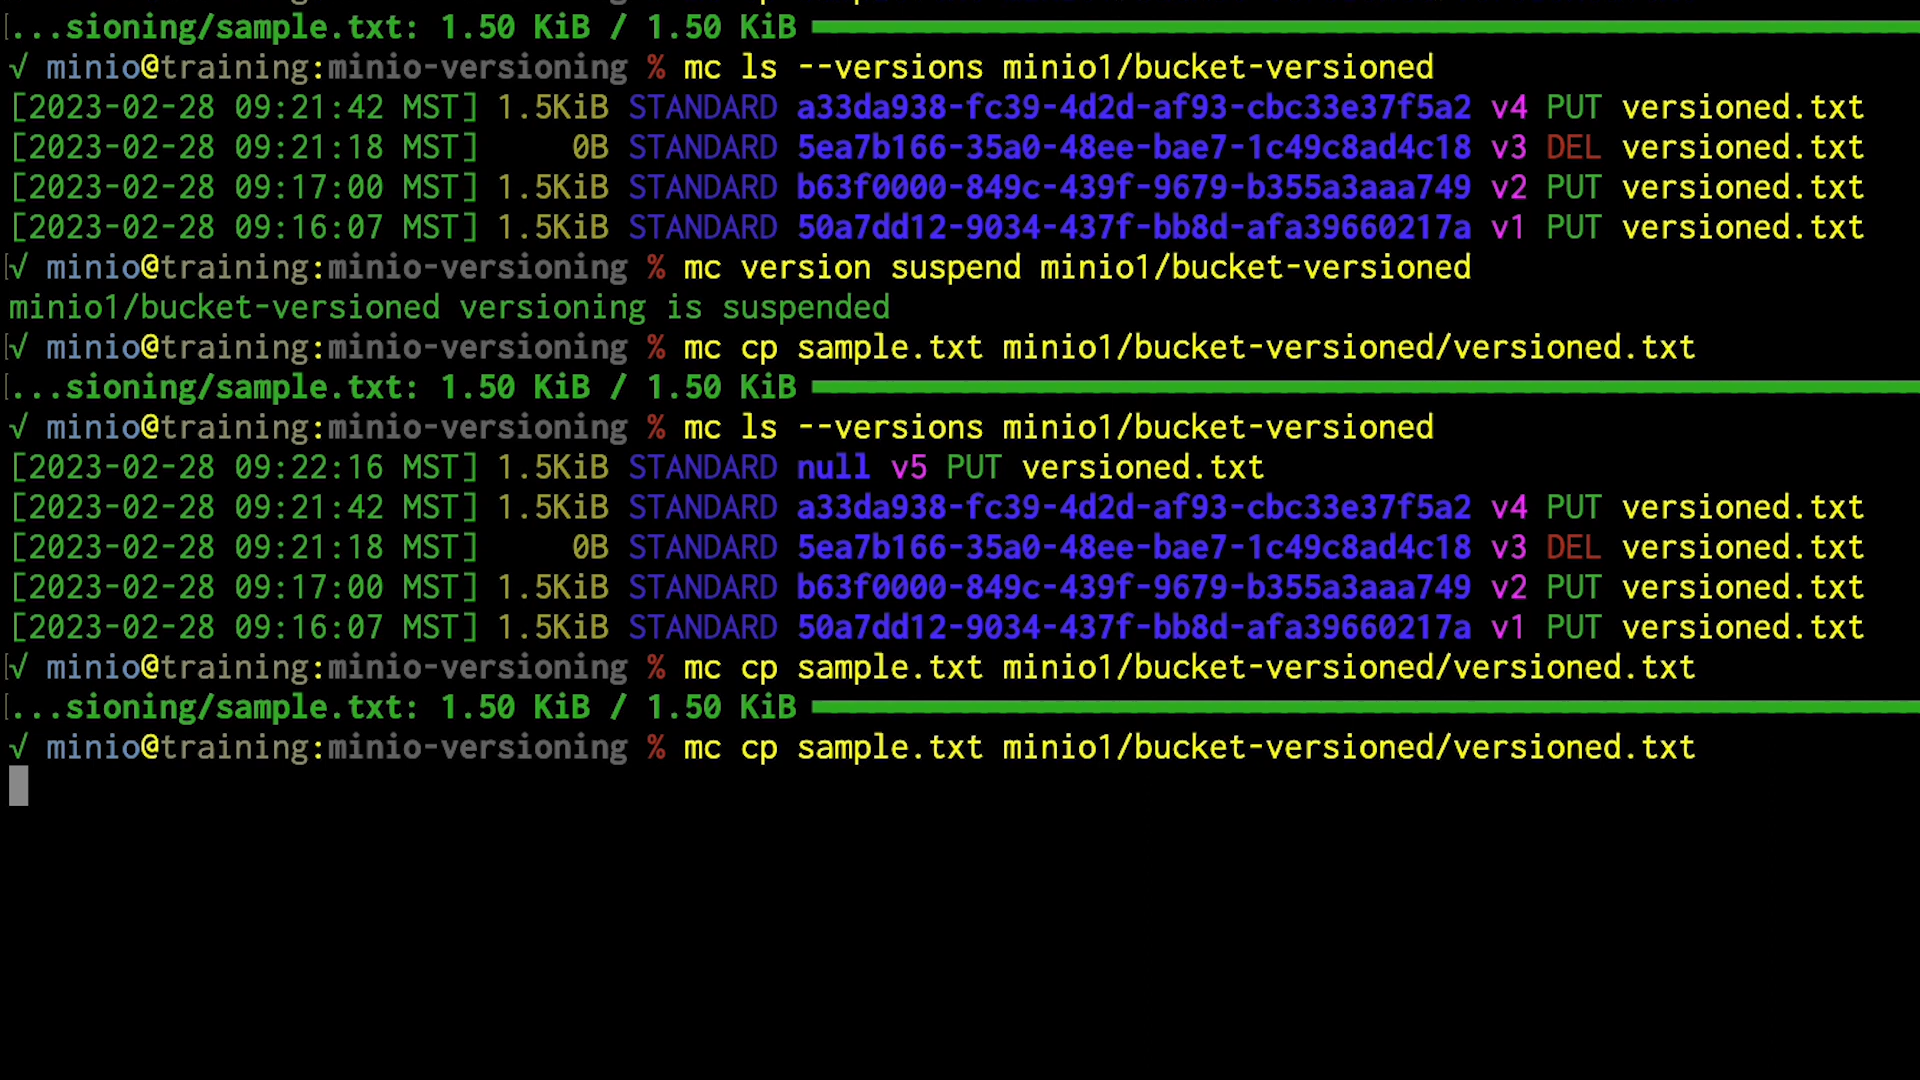 ...sioning/sample.txt: 1.50 KiB / 1.50 KiB
√ minio@training:minio-versioning % mc ls --versions minio1/bucket-versioned
[2023-02-28 09:21:42 MST] 1.5KiB STANDARD a33da938-fc39-4d2d-af93-cbc33e37f5a2 v4 PUT versioned.txt
[2023-02-28 09:21:18 MST]     0B STANDARD 5ea7b166-35a0-48ee-bae7-1c49c8ad4c18 v3 DEL versioned.txt
[2023-02-28 09:17:00 MST] 1.5KiB STANDARD b63f0000-849c-439f-9679-b355a3aaa749 v2 PUT versioned.txt
[2023-02-28 09:16:07 MST] 1.5KiB STANDARD 50a7dd12-9034-437f-bb8d-afa39660217a v1 PUT versioned.txt
√ minio@training:minio-versioning % mc version suspend minio1/bucket-versioned
minio1/bucket-versioned versioning is suspended
√ minio@training:minio-versioning % mc cp sample.txt minio1/bucket-versioned/versioned.txt
...sioning/sample.txt: 1.50 KiB / 1.50 KiB
√ minio@training:minio-versioning % mc ls --versions minio1/bucket-versioned
[2023-02-28 09:22:16 MST] 1.5KiB STANDARD null v5 PUT versioned.txt
[2023-02-28 09:21:42 MST] 1.5KiB STANDARD a33da938-fc39-4d2d-af93-cbc33e37f5a2 v4 PUT versioned.txt
[2023-02-28 09:21:18 MST]     0B STANDARD 5ea7b166-35a0-48ee-bae7-1c49c8ad4c18 v3 DEL versioned.txt
[2023-02-28 09:17:00 MST] 1.5KiB STANDARD b63f0000-849c-439f-9679-b355a3aaa749 v2 PUT versioned.txt
[2023-02-28 09:16:07 MST] 1.5KiB STANDARD 50a7dd12-9034-437f-bb8d-afa39660217a v1 PUT versioned.txt
√ minio@training:minio-versioning % mc cp sample.txt minio1/bucket-versioned/versioned.txt
...sioning/sample.txt: 1.50 KiB / 1.50 KiB
√ minio@training:minio-versioning % mc cp sample.txt minio1/bucket-versioned/versioned.txt